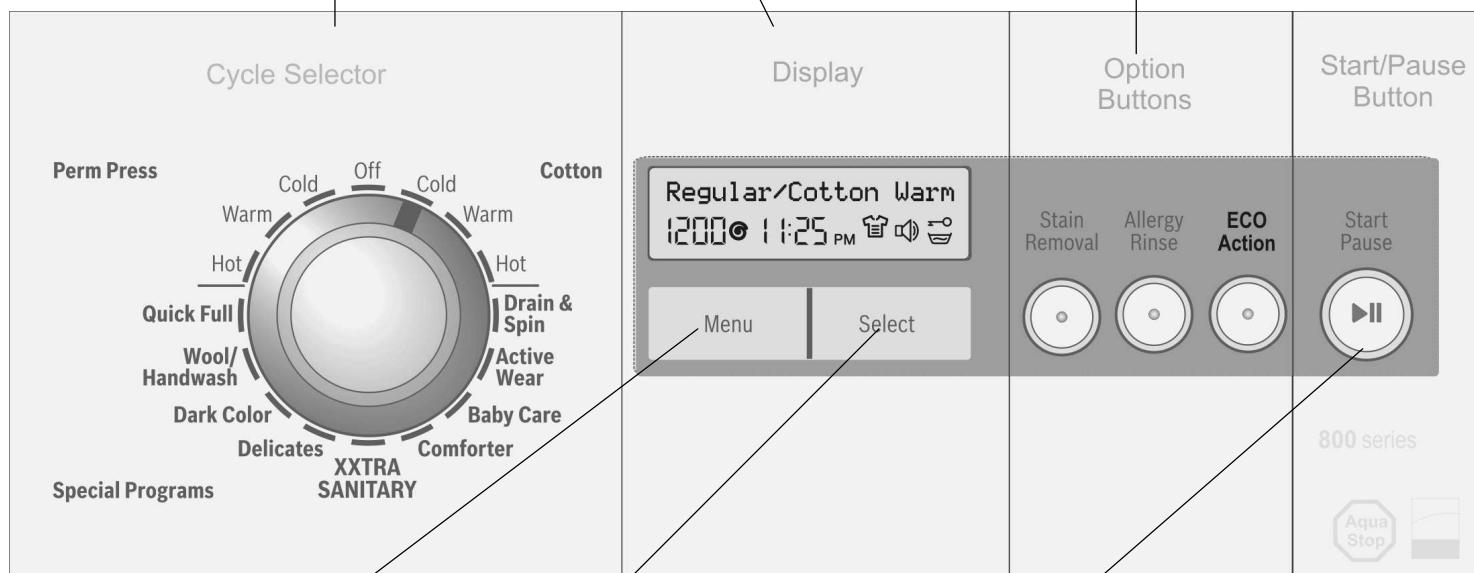 Cycle Selector
Display
Option
Buttons
Start/Pause
Button
Perm Press
Cotton
Off
Cold
Cold
Warm
Warm
Hot
Hot
Quick Full
Drain &
Spin
Wool/
Handwash
Active
Wear
Dark Color
Baby Care
Delicates
Comforter
XXTRA
SANITARY
Special Programs
Regular/Cotton Warm
1200 11:25 PM
Menu
Select
Stain
Removal
Allergy
Rinse
ECO
Action
Start
Pause
800 series
Aqua
Stop